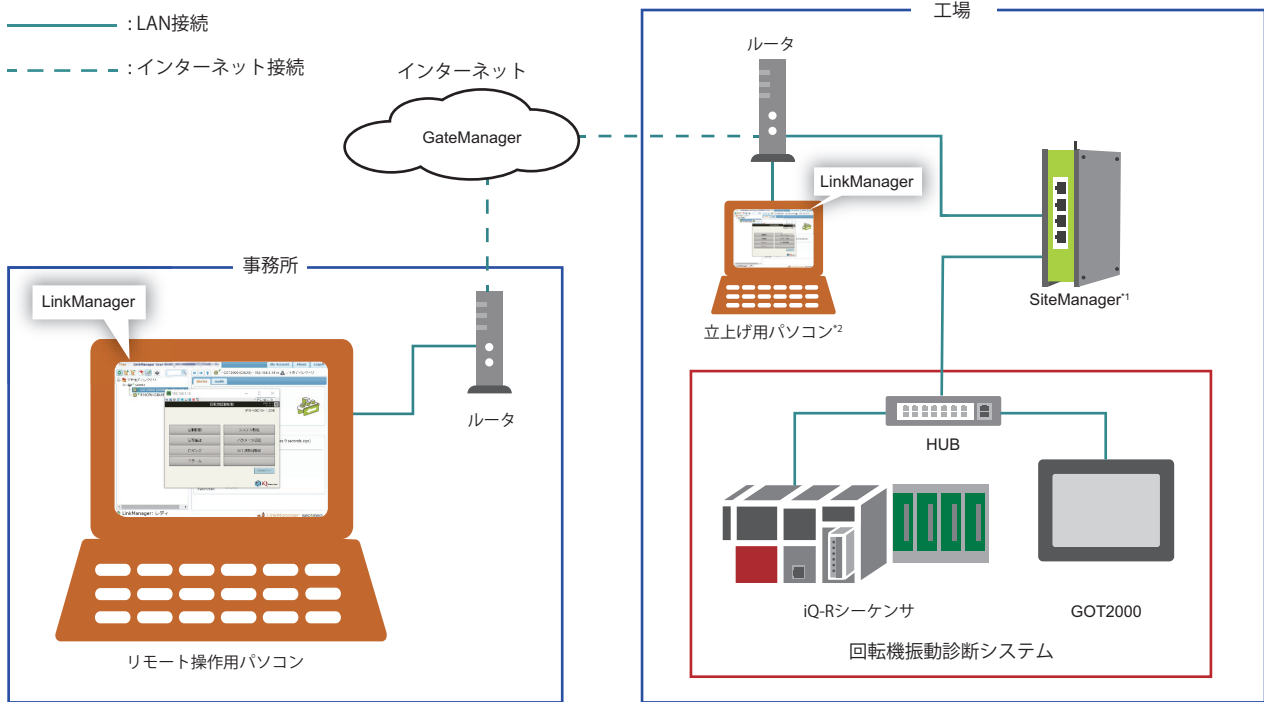 : LAN接続
: インターネット接続
インターネット
GateManager
事務所
LinkManager
ルータ
リモート操作用パソコン
工場
ルータ
LinkManager
立上げ用パソコン*2
SiteManager*1
HUB
iQ-Rシーケンサ
GOT2000
回転機振動診断システム